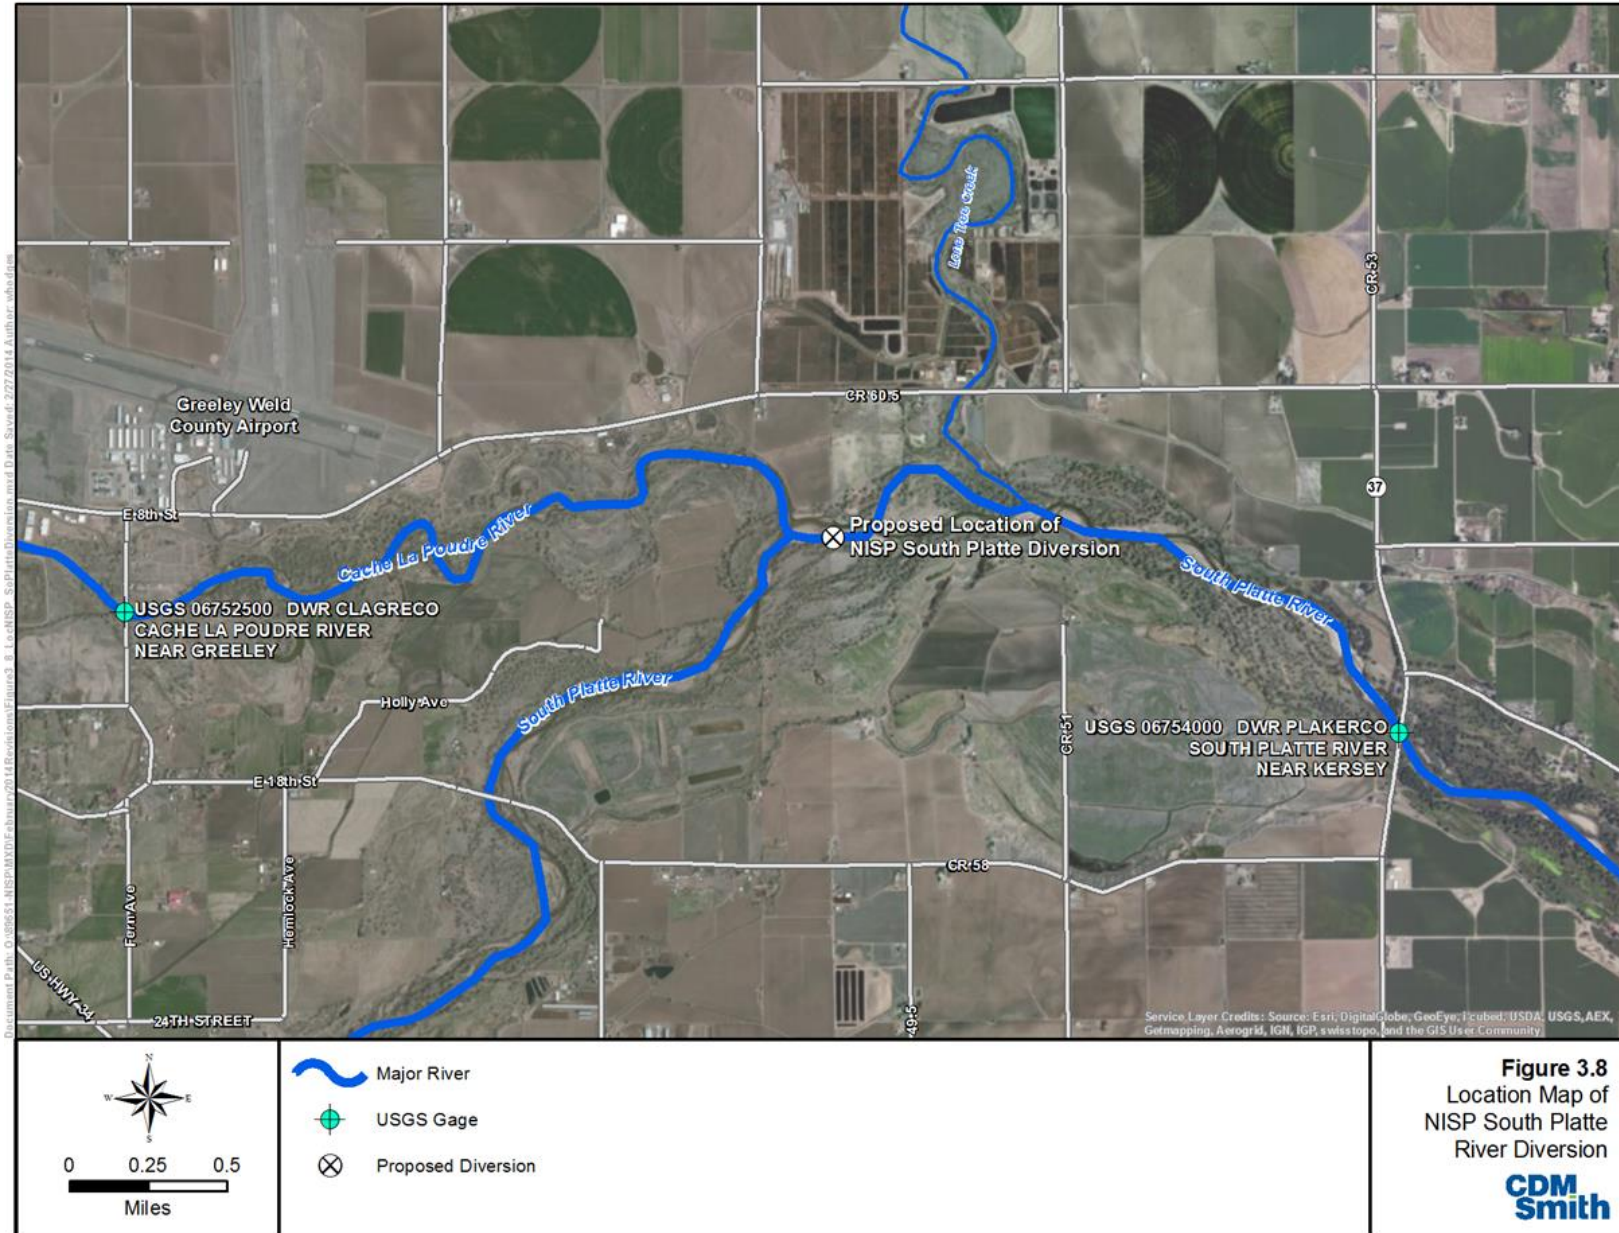 Greeley Weld
County Airport
E 8th St
Cache La Poudre River
USGS 06752500 DWR CLAGRECO
CACHE LA POUDRE RIVER
NEAR GREELEY
Holly Ave
South Platte River
E 18th St
Fern Ave
Hemlock Ave
US HWY 34
24TH STREET
Lone Tree Creek
CR 60.5
Proposed Location of
NISP South Platte Diversion
South Platte River
CR 53
37
CR 51
USGS 06754000 DWR PLAKERCO
SOUTH PLATTE RIVER
NEAR KERSEY
CR 58
49.5
Service Layer Credits: Source: Esri, DigitalGlobe, GeoEye, i-cubed, USDA, USGS, AEX,
Getmapping, Aerogrid, IGN, IGP, swisstopo, and the GIS User Community
N
W
E
S
0 0.25 0.5
Miles
Major River
USGS Gage
Proposed Diversion
Figure 3.8
Location Map of
NISP South Platte
River Diversion
CDM
Smith